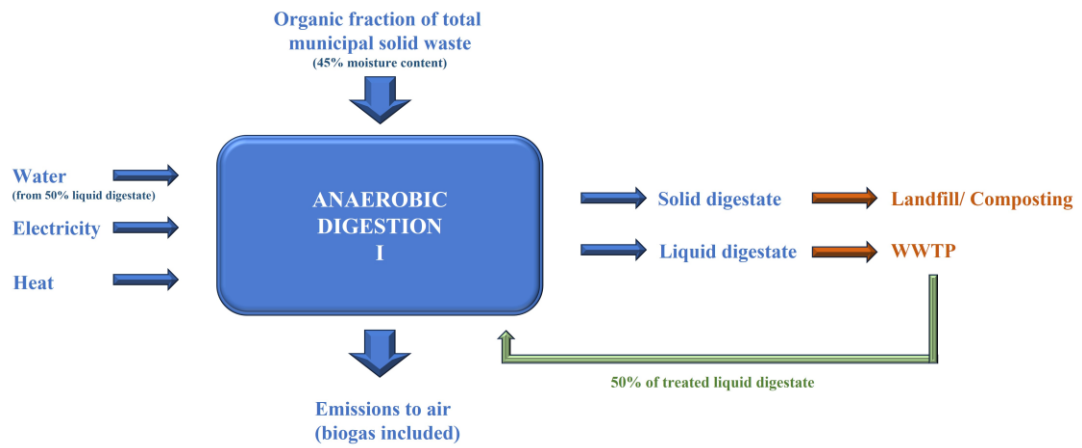 Organic fraction of total
municipal solid waste
(45% moisture content)
Water
(from 50% liquid digestate)
Electricity
Heat
ANAEROBIC
DIGESTION
I
Solid digestate
Landfill/ Composting
Liquid digestate
WWTP
50% of treated liquid digestate
Emissions to air
(biogas included)